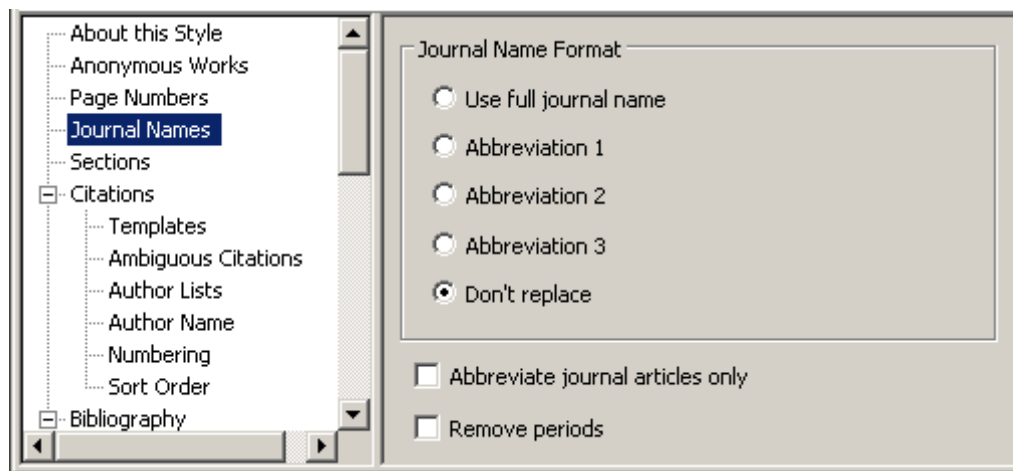 About this Style
Anonymous Works
Page Numbers
Journal Names
Sections
Citations
Templates
Ambiguous Citations
Author Lists
Author Name
Numbering
Sort Order
Bibliography
Journal Name Format
Use full journal name
Abbreviation 1
Abbreviation 2
Abbreviation 3
Don't replace
Abbreviate journal articles only
Remove periods